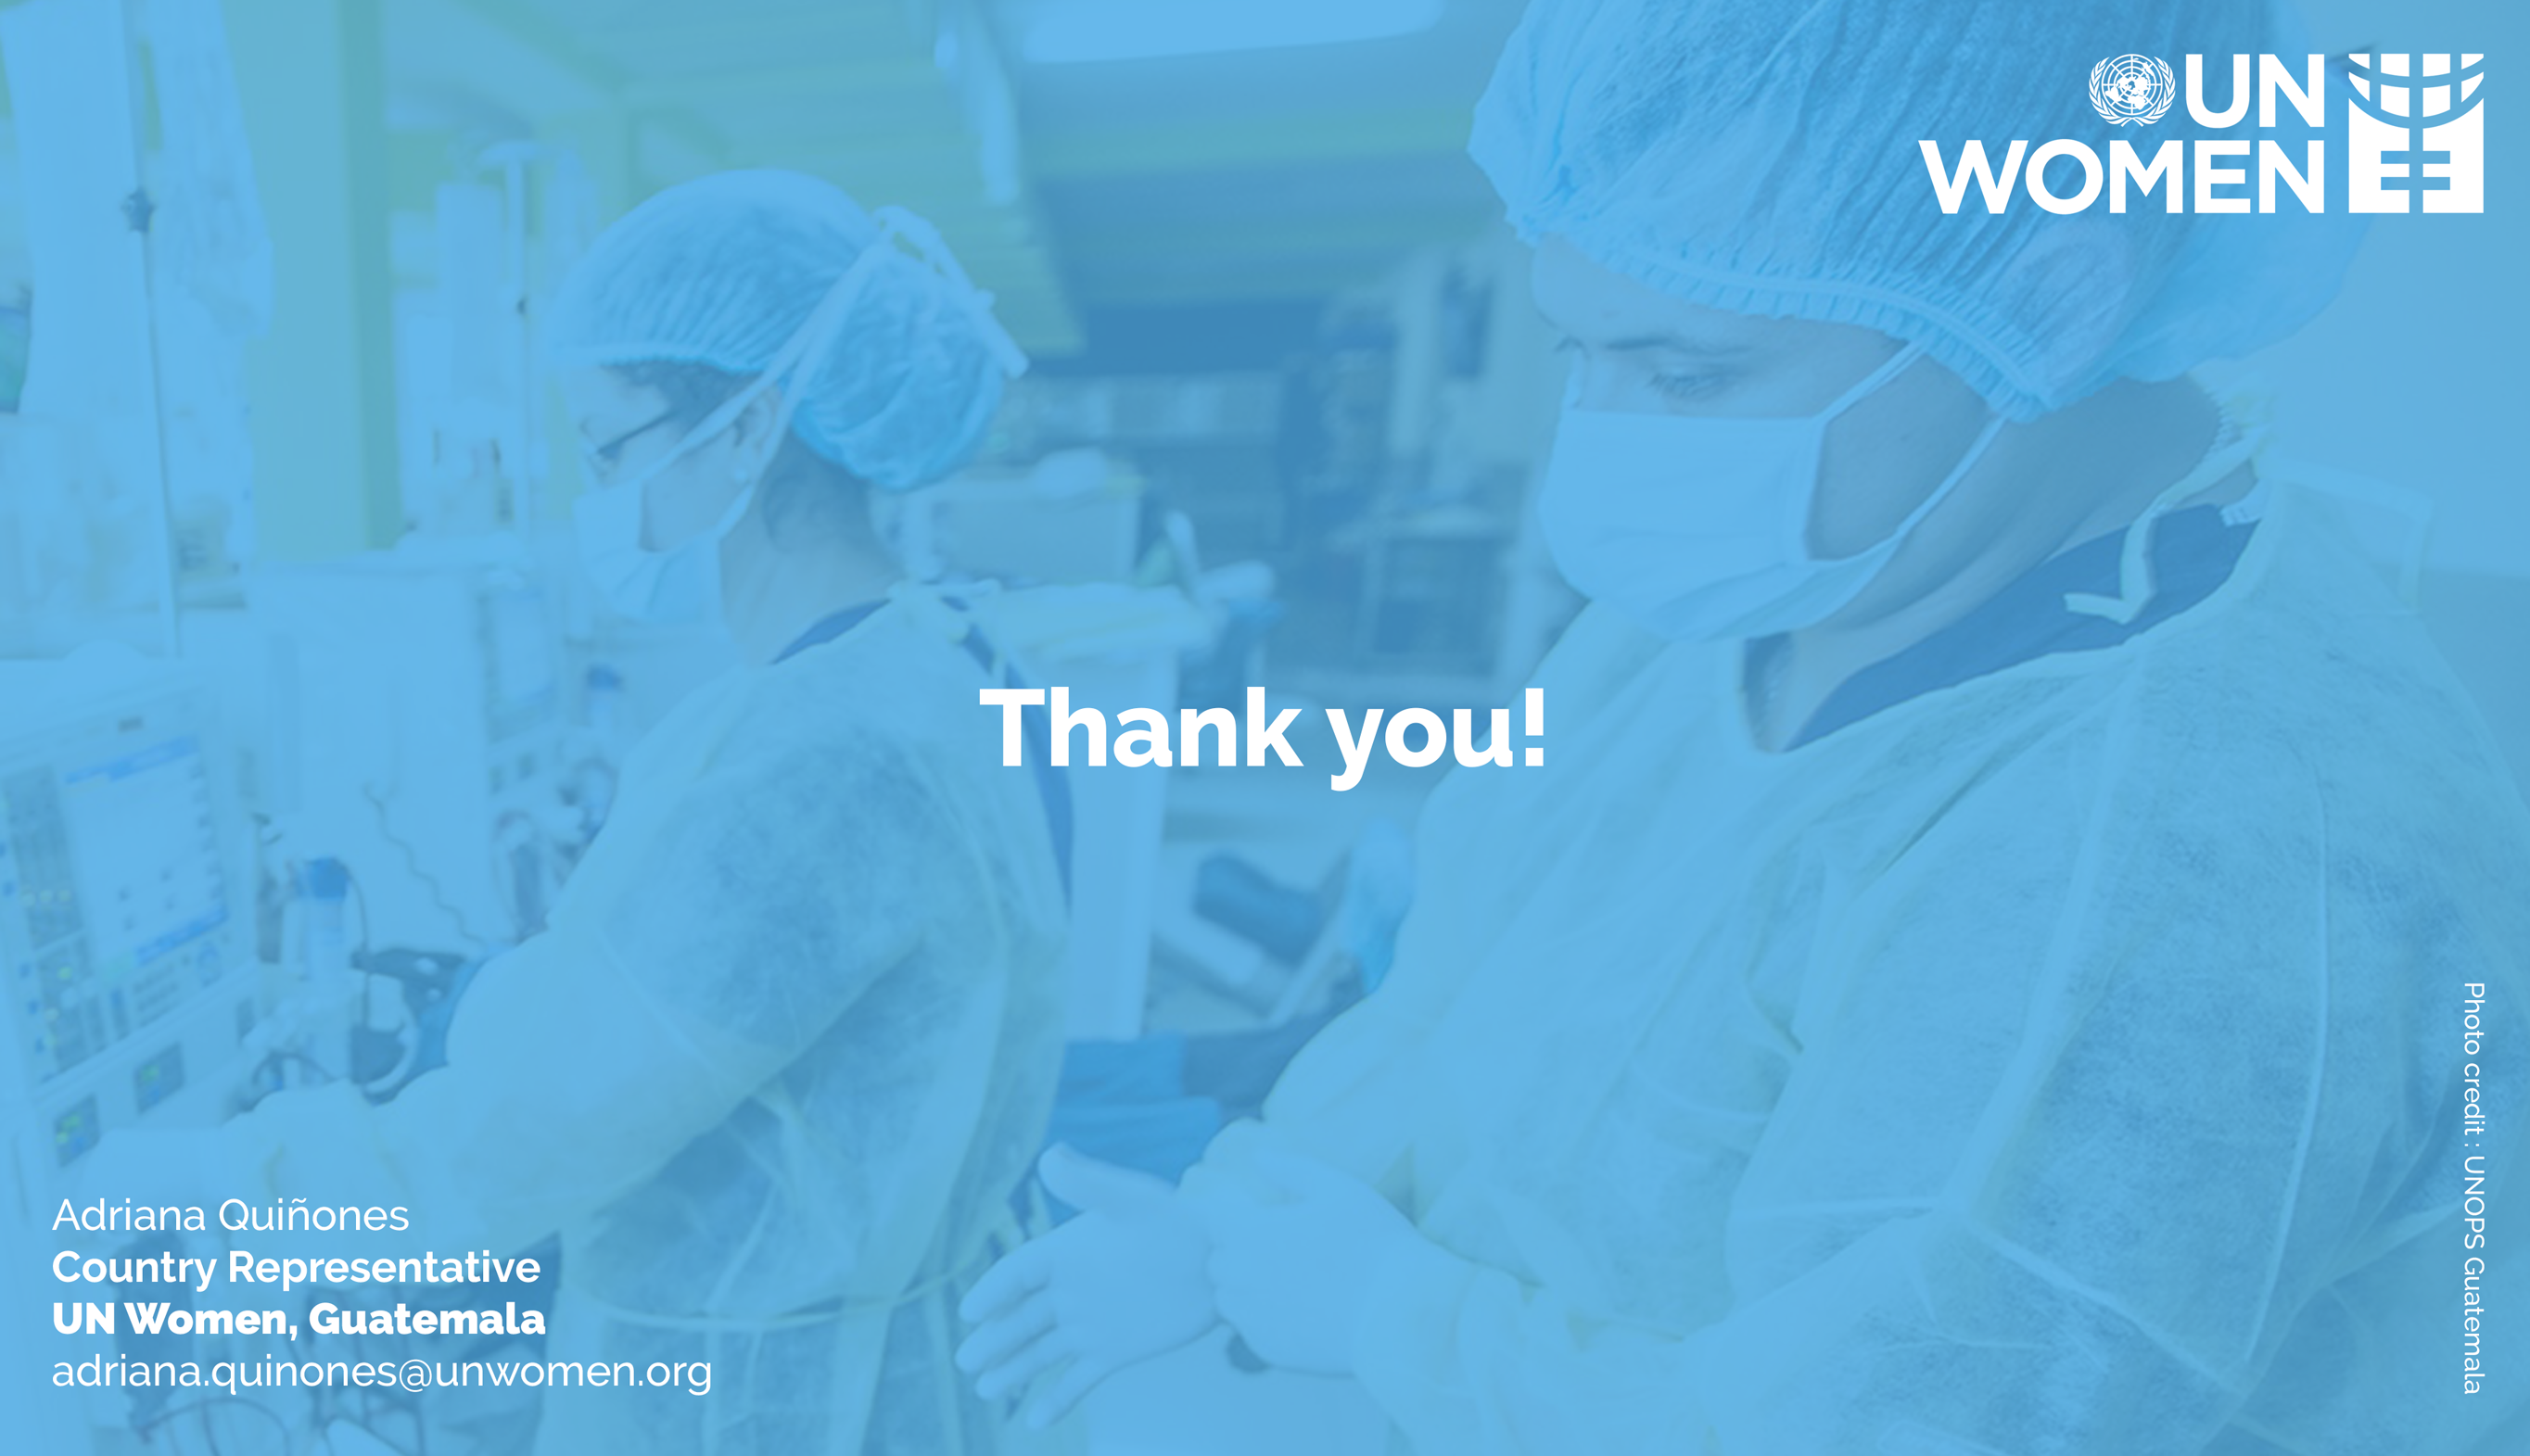 UN
WOMEN
Thank you!
Adriana Quiñones
Country Representative
UN Women, Guatemala
adriana.quinones@unwomen.org
Photo credit : UNOPS Guatemala